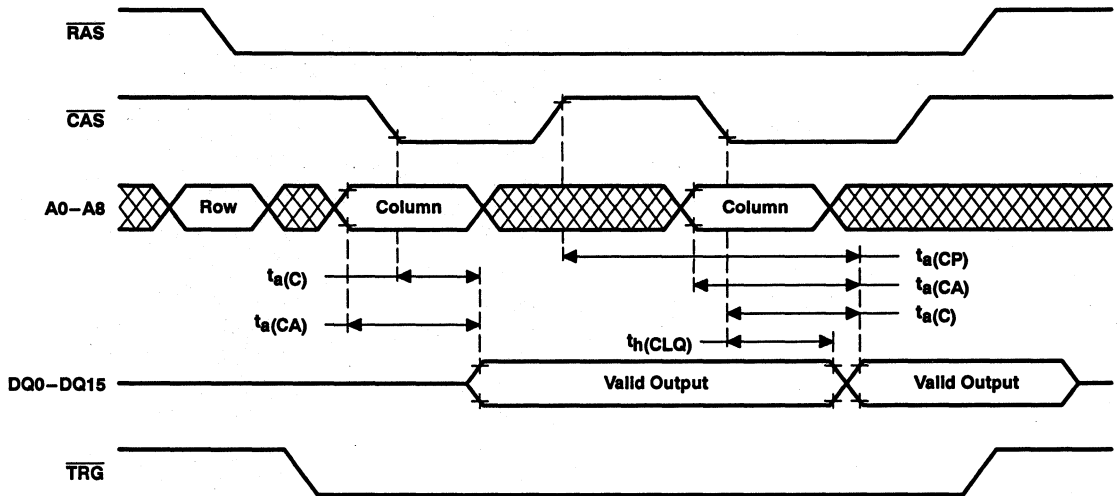 RAS
CAS
A0–A8
Row
Column
Column
ta(CP)
ta(C)
ta(CA)
ta(C)
ta(CA)
th(CLQ)
DQ0–DQ15
Valid Output
Valid Output
TRG